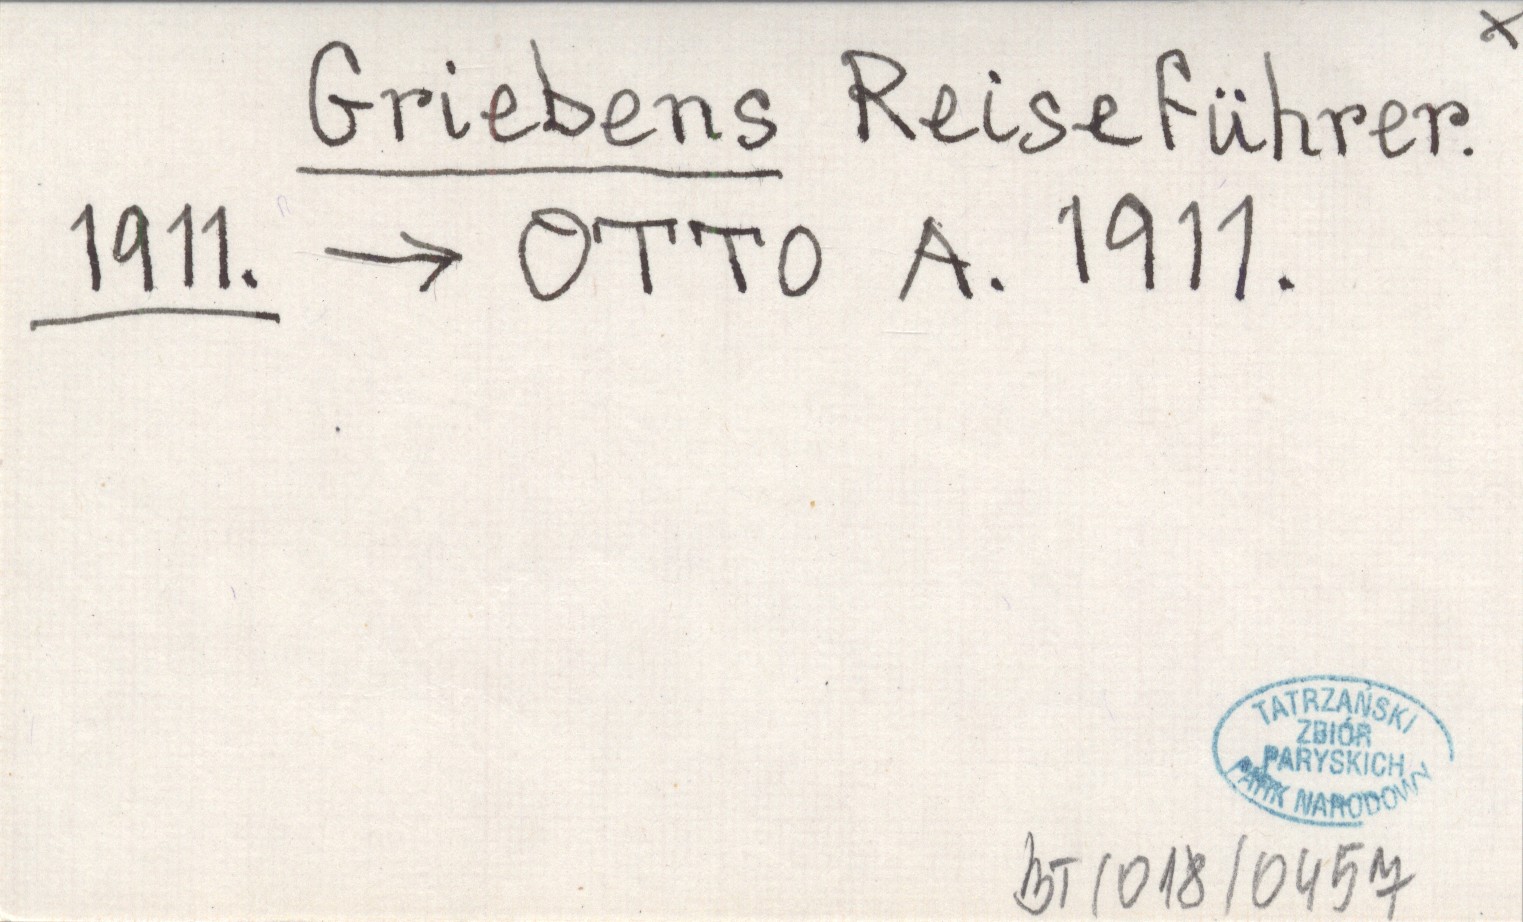 x
Griebens Reiseführer.
1911. → OTTO A. 1911.
TATRZAŃSKI
ZBIÓR
PARYSKICH
PARK NARODOWY
BT/018/0457